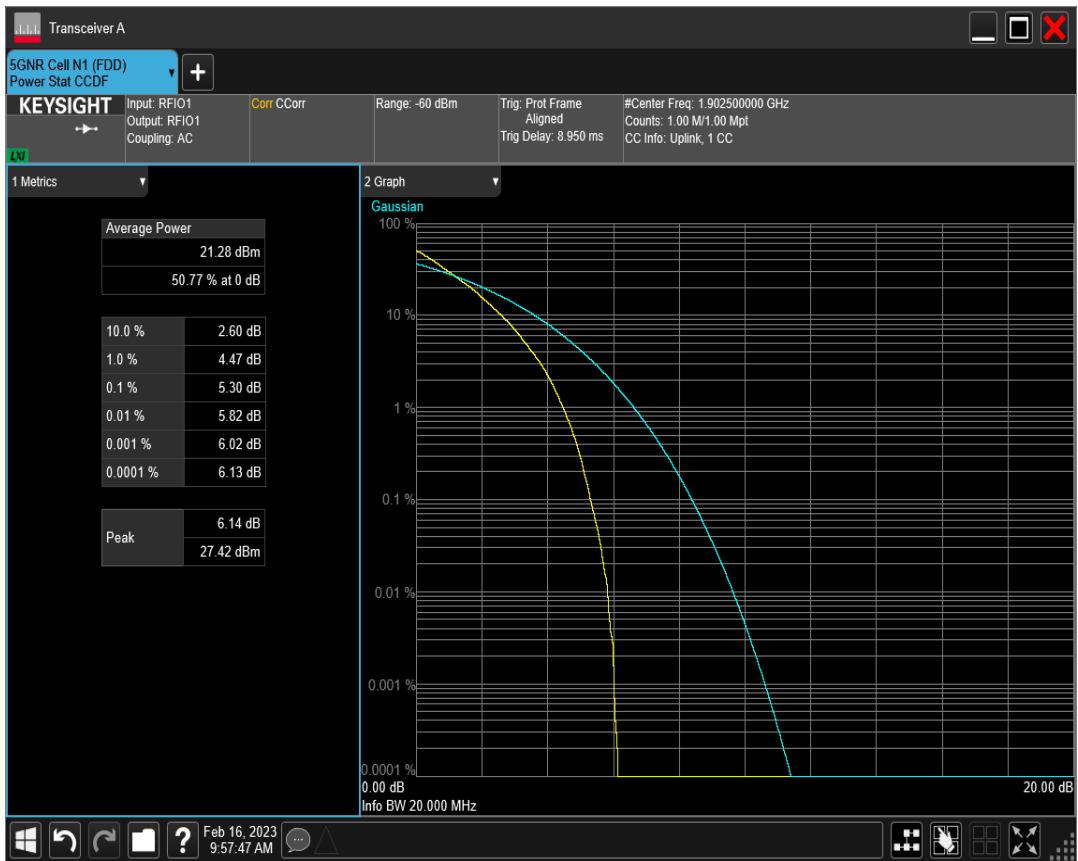 Transceiver A
5GNR Cell N1 (FDD)
Power Stat CCDF
KEYSIGHT
LXI
Input: RFIO1
Output: RFIO1
Coupling: AC
Corr CCorr
Range: -60 dBm
Trig: Prot Frame
Aligned
Trig Delay: 8.950 ms
#Center Freq: 1.902500000 GHz
Counts: 1.00 M/1.00 Mpt
CC Info: Uplink, 1 CC
1 Metrics
Average Power
21.28 dBm
50.77 % at 0 dB
10.0 % 2.60 dB
1.0 % 4.47 dB
0.1 % 5.30 dB
0.01 % 5.82 dB
0.001 % 6.02 dB
0.0001 % 6.13 dB
Peak 6.14 dB
27.42 dBm
2 Graph
Gaussian
100 %
10 %
1 %
0.1 %
0.01 %
0.001 %
0.0001 %
0.00 dB 20.00 dB
Info BW 20.000 MHz
? Feb 16, 2023
9:57:47 AM